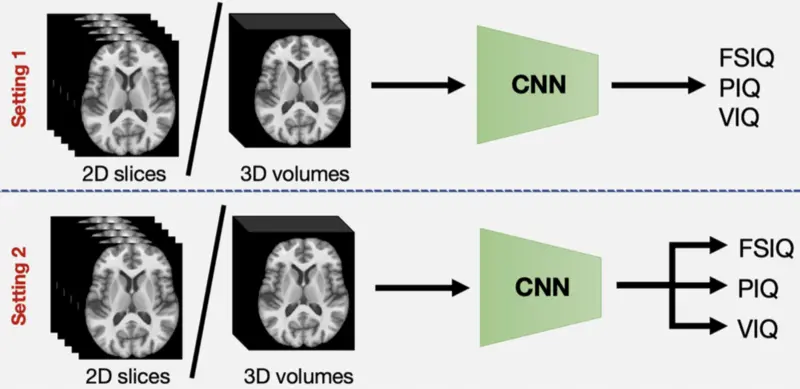 Setting 1
2D slices
3D volumes
CNN
FSIQ
PIQ
VIQ
Setting 2
2D slices
3D volumes
CNN
FSIQ
PIQ
VIQ